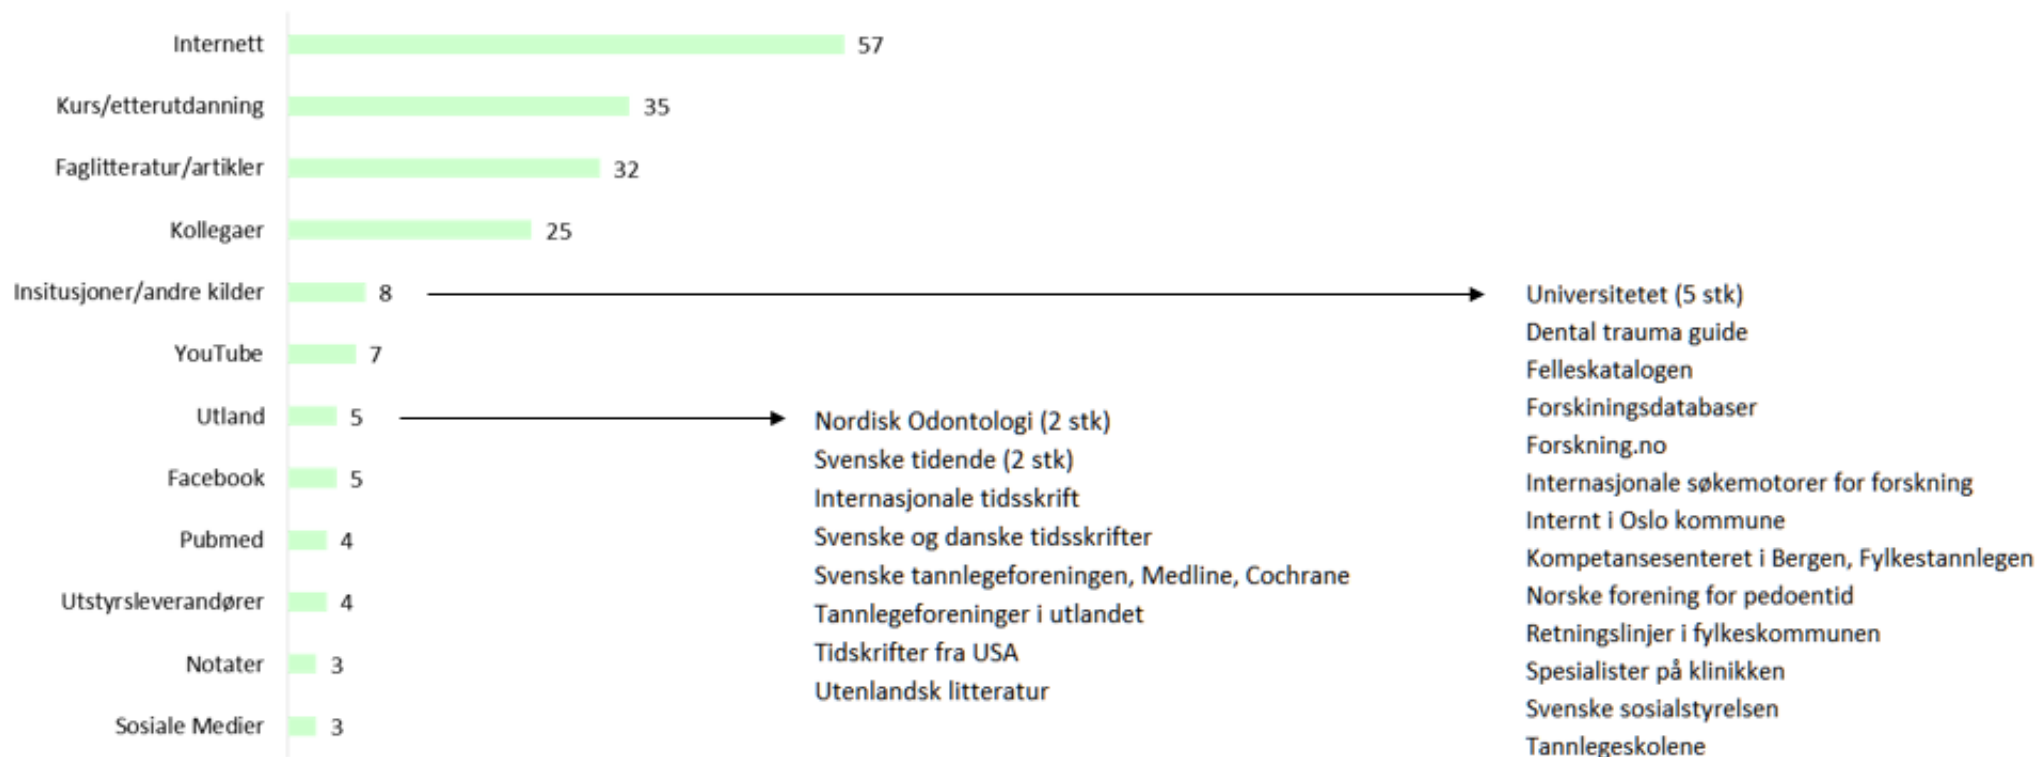 Internett 57
Kurs/etterutdanning 35
Faglitteratur/artikler 32
Kollegaer 25
Insitusjoner/andre kilder 8
YouTube 7
Utland 5
Facebook 5
Pubmed 4
Utstyrsleverandører 4
Notater 3
Sosiale Medier 3
Nordisk Odontologi (2 stk)
Svenske tidende (2 stk)
Internasjonale tidsskrift
Svenske og danske tidsskrifter
Svenske tannlegeforeningen, Medline, Cochrane
Tannlegeforeninger i utlandet
Tidskrifter fra USA
Utenlandsk litteratur
Universitetet (5 stk)
Dental trauma guide
Felleskatalogen
Forskiningsdatabaser
Forskning.no
Internasjonale søkemotorer for forskning
Internt i Oslo kommune
Kompetansesenteret i Bergen, Fylkestannlegen
Norske forening for pedoentid
Retningslinjer i fylkeskommunen
Spesialister på klinikken
Svenske sosialstyrelsen
Tannlegeskolene